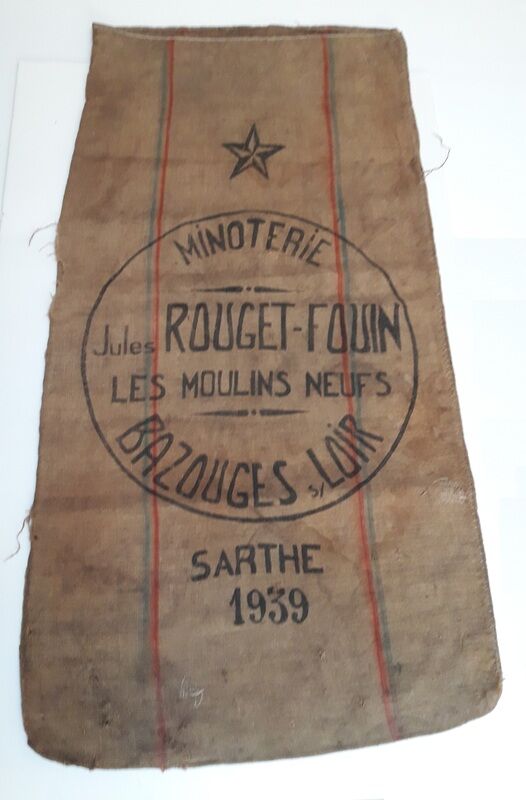 MiNOTERiE
Jules ROUGET-FOUIN
LES MOULINS NEUFS
BAZOUGES s/ LOiR
SARTHE
1939